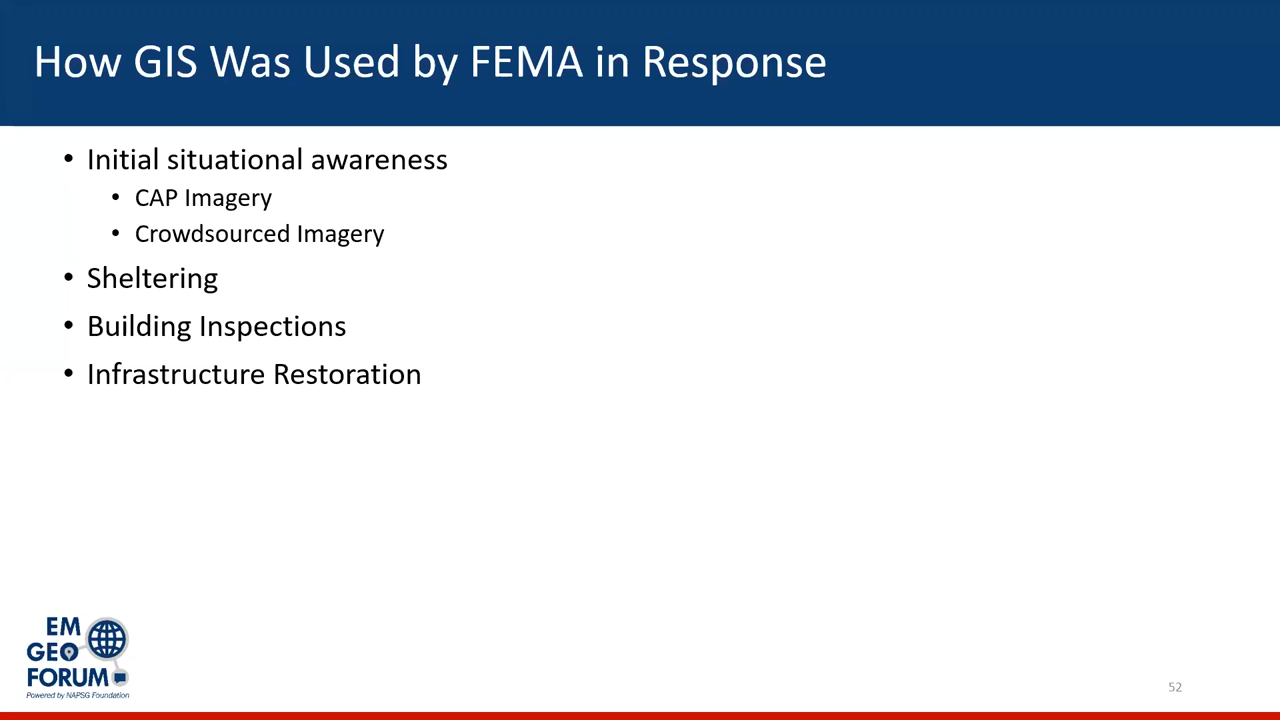 How GIS Was Used by FEMA in Response
• Initial situational awareness
• CAP Imagery
• Crowdsourced Imagery
• Sheltering
• Building Inspections
• Infrastructure Restoration
EM
GEO
FORUM
Powered by NAPSG Foundation
52